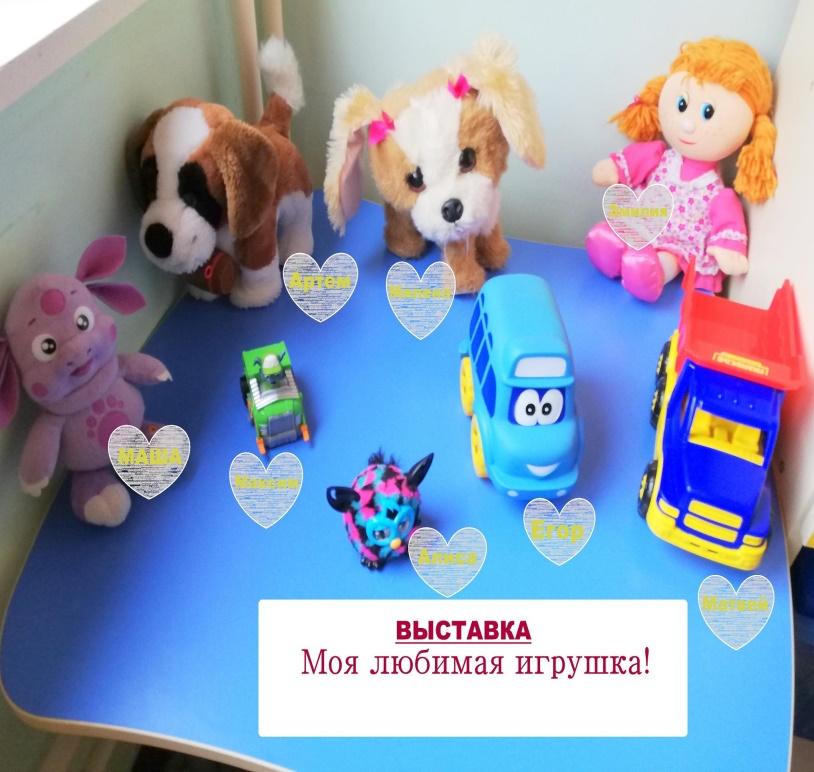 Эмилия
Артем
МАША
Максим
Егор
Алиса
Матвей
ВЫСТАВКА
Моя любимая игрушка!